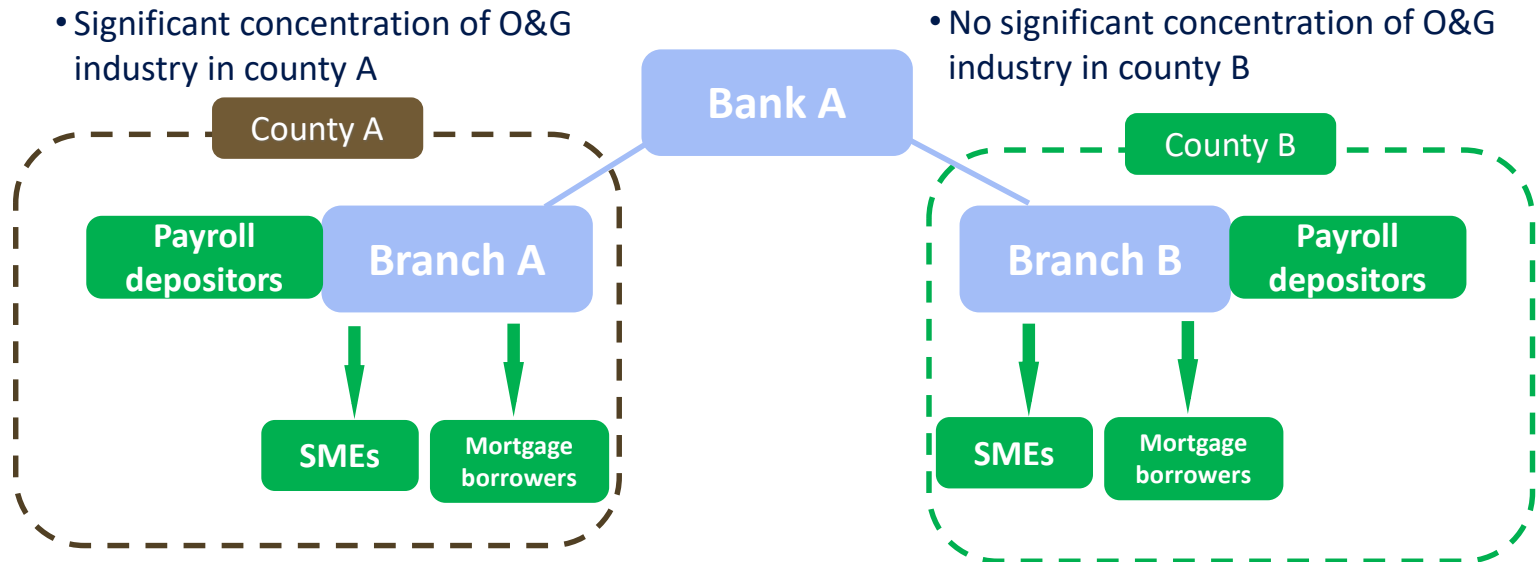 • Significant concentration of O&G
industry in county A
• No significant concentration of O&G
industry in county B
Bank A
County A
County B
Payroll
depositors
Branch A
Branch B
Payroll
depositors
SMEs
Mortgage
borrowers
SMEs
Mortgage
borrowers